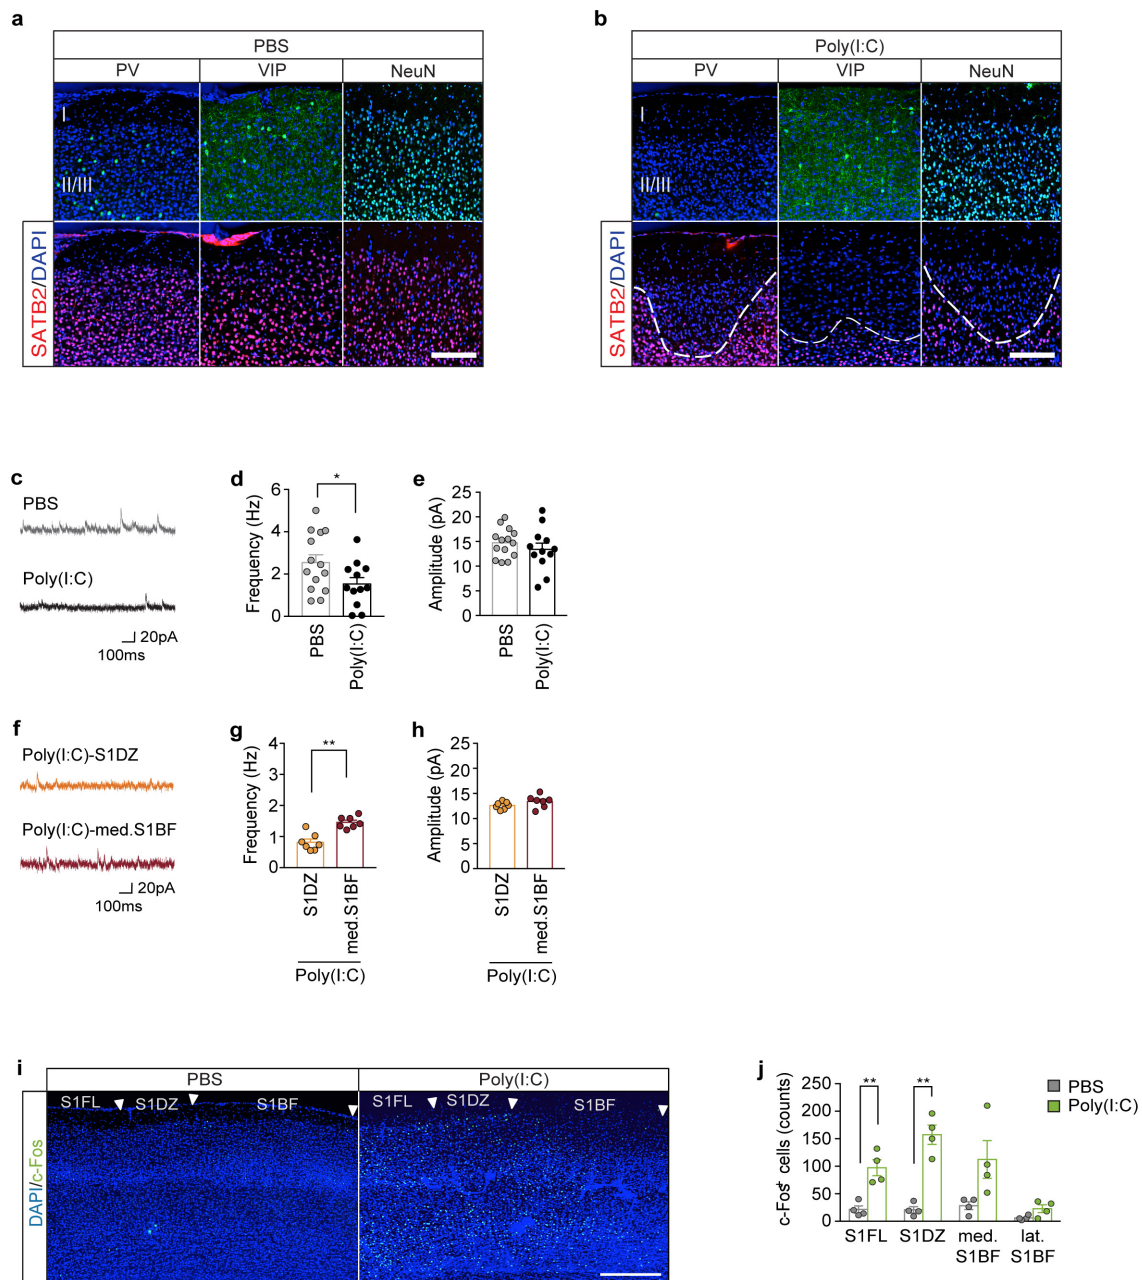 a
PBS
PV VIP NeuN
I
II/III
SATB2/DAPI
b
Poly(I:C)
PV VIP NeuN
I
II/III
SATB2/DAPI
c
PBS
Poly(I:C)
20pA
100ms
d
*
Frequency (Hz)
6
4
2
0
PBS
Poly(I:C)
e
Amplitude (pA)
25
20
15
10
5
0
PBS
Poly(I:C)
f
Poly(I:C)-S1DZ
Poly(I:C)-med.S1BF
20pA
100ms
g
**
Frequency (Hz)
4
3
2
1
0
S1DZ
med.S1BF
Poly(I:C)
h
Amplitude (pA)
25
20
15
10
5
0
S1DZ
med.S1BF
Poly(I:C)
i
PBS Poly(I:C)
S1FL S1DZ S1BF S1FL S1DZ S1BF
DAPI/c-Fos
j
c-Fos+ cells (counts)
250
200
150
100
50
0
** **
PBS
Poly(I:C)
S1FL S1DZ med. lat.
S1BF S1BF